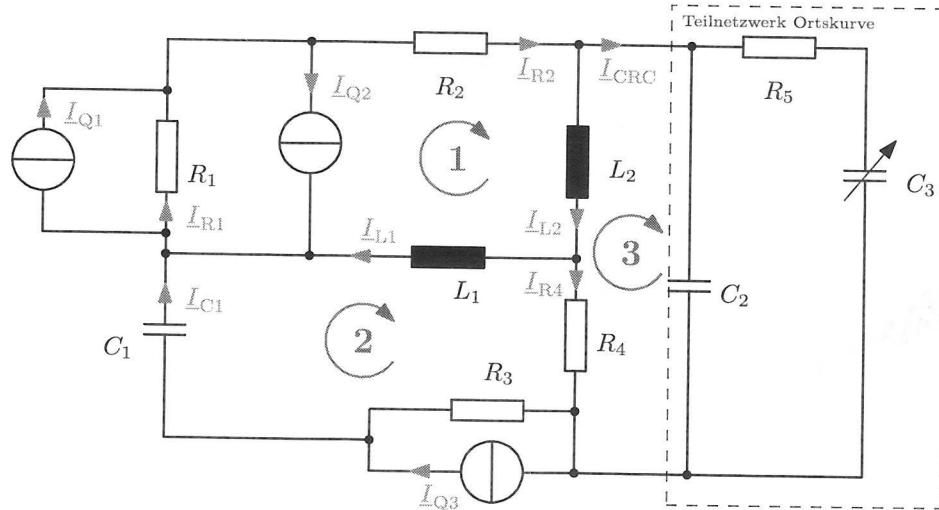 Teilnetzwerk Ortskurve
I_R2
I_CRC
R_2
R_5
I_Q1
I_Q2
1
R_1
L_2
C_3
I_R1
I_L1
I_L2
3
L_1
I_R4
C_2
I_C1
2
C_1
R_4
R_3
I_Q3